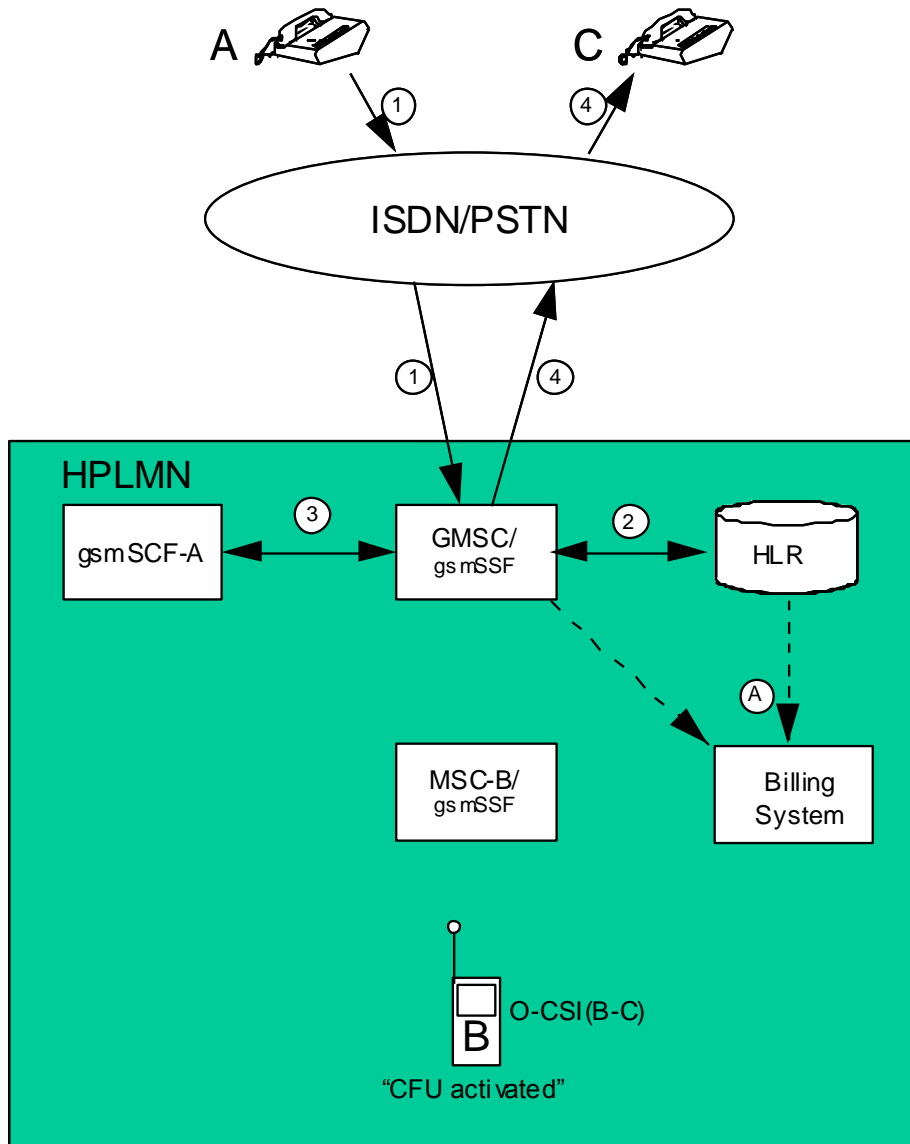 A
C
1
4
ISDN/PSTN
1
4
HPLMN
gsmSCF-A
3
GMSC/
gsmSSF
2
HLR
A
MSC-B/
gsmSSF
Billing
System
O-CSI(B-C)
B
“CFU activated”